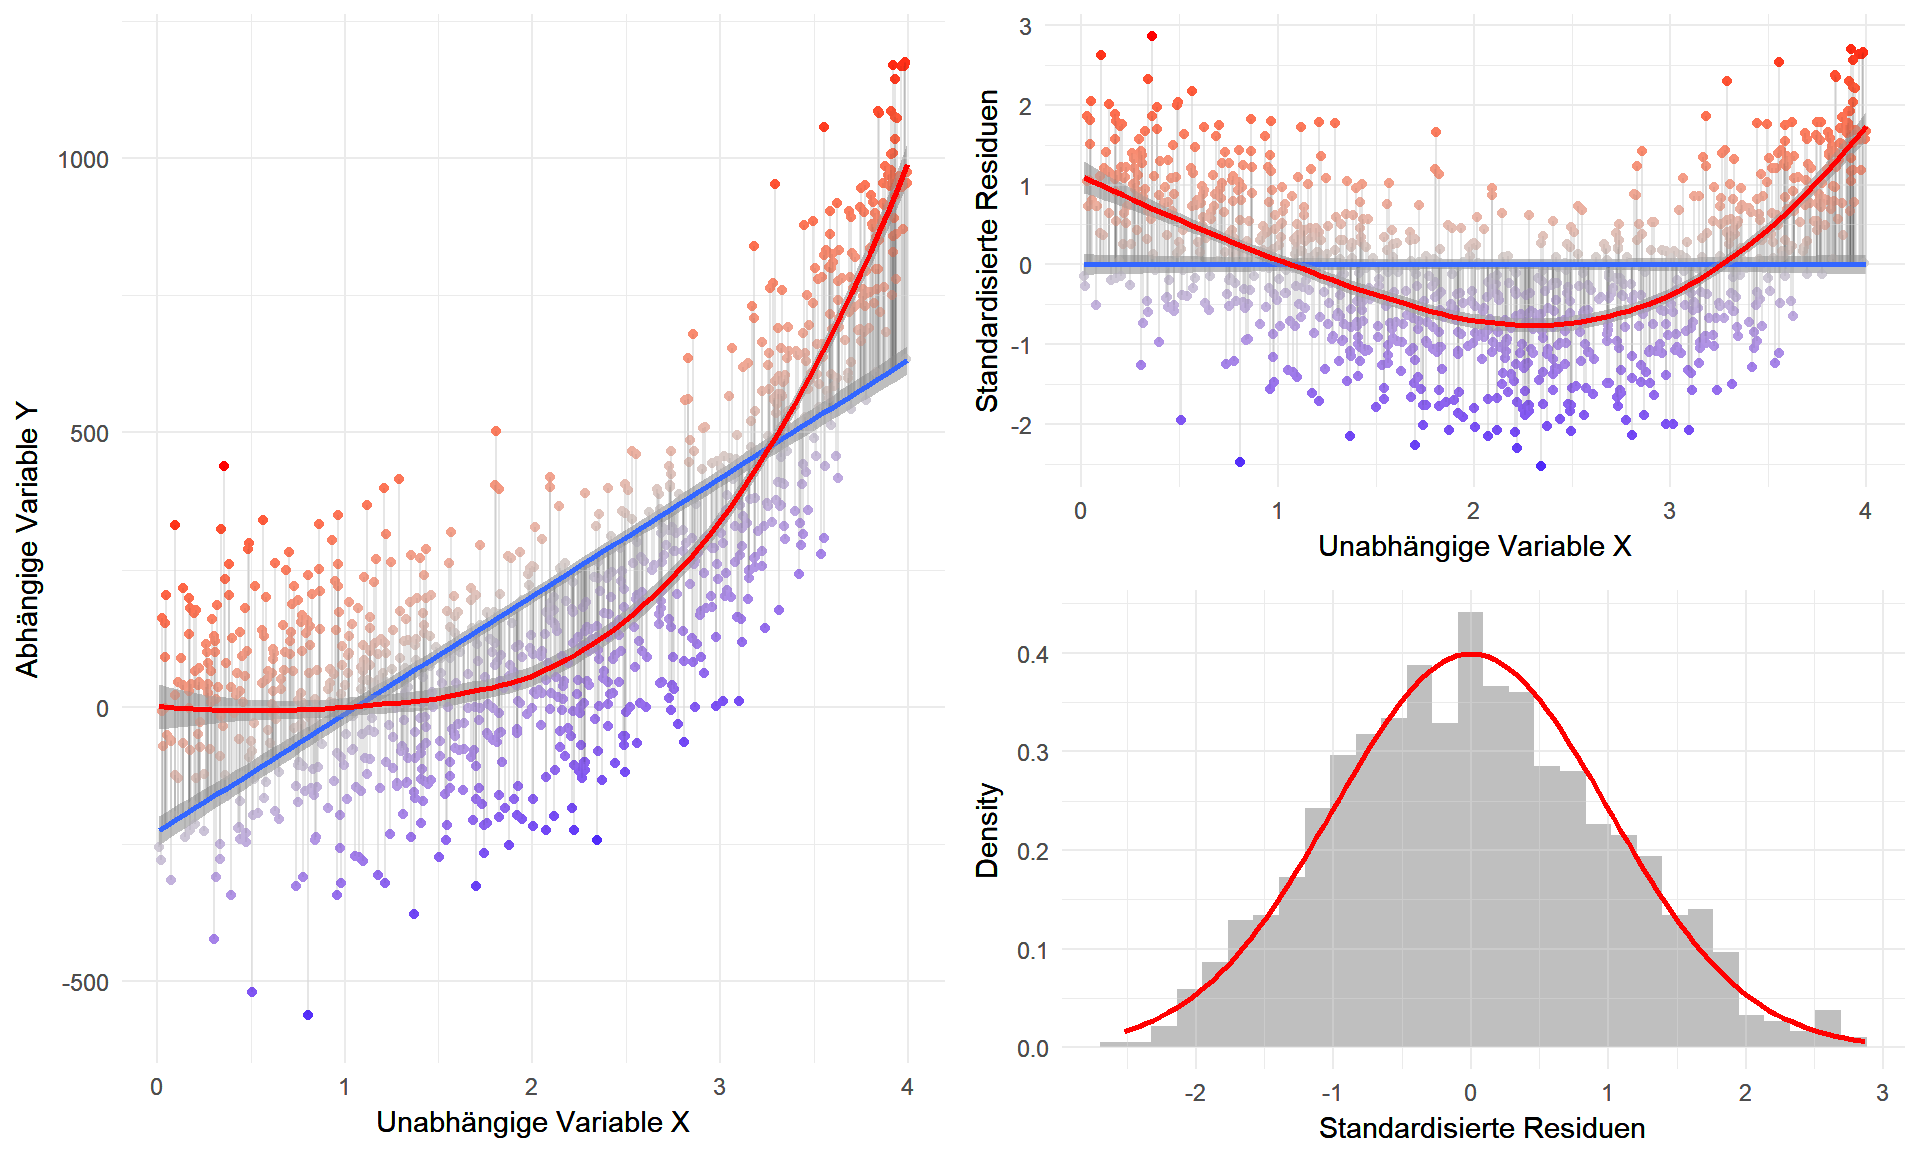 1000
500
0
-500
0 1 2 3 4
Abhängige Variable Y
Unabhängige Variable X
3
2
1
0
-1
-2
0 1 2 3 4
Standardisierte Residuen
Unabhängige Variable X
0.4
0.3
0.2
0.1
0.0
-2 -1 0 1 2 3
Density
Standardisierte Residuen